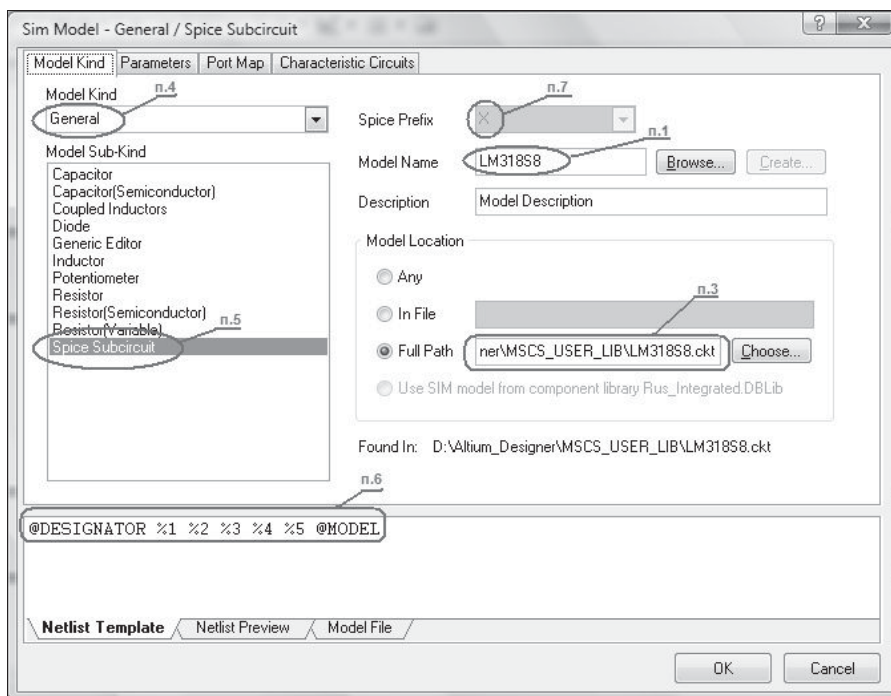 Sim Model - General / Spice Subcircuit
Model Kind Parameters Port Map Characteristic Circuits
Model Kind
п.4
General
Model Sub-Kind
Capacitor
Capacitor(Semiconductor)
Coupled Inductors
Diode
Generic Editor
Inductor
Potentiometer
Resistor
Resistor(Semiconductor)
Resistor(Variable)
п.5
Spice Subcircuit
п.7
Spice Prefix X
п.1
Model Name LM318S8 Browse... Create...
Description Model Description
Model Location
Any
п.3
In File
Full Path ner\MSCS_USER_LIB\LM318S8.ckt Choose...
Use SIM model from component library Rus_Integrated.DBLib
Found In: D:\Altium_Designer\MSCS_USER_LIB\LM318S8.ckt
п.6
@DESIGNATOR %1 %2 %3 %4 %5 @MODEL
Netlist Template Netlist Preview Model File
OK Cancel